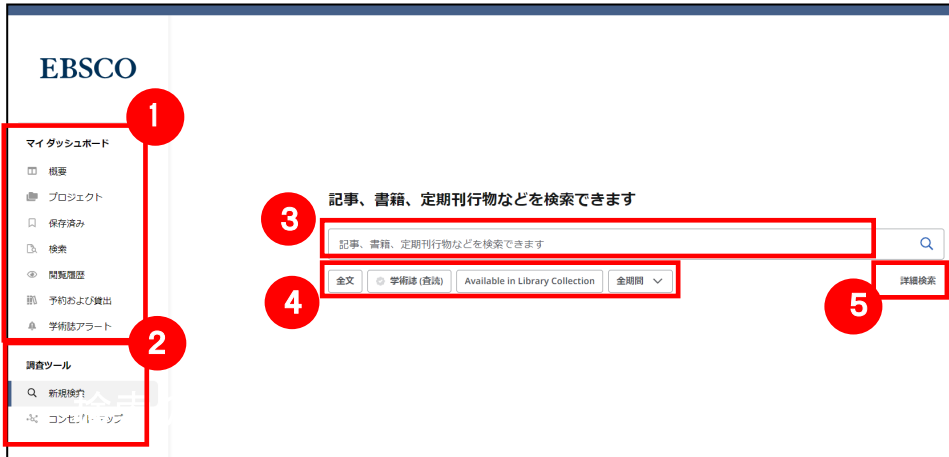 EBSCO
1
マイ ダッシュボード
概要
プロジェクト
保存済み
検索
閲覧履歴
予約および貸出
学術誌アラート
2
調査ツール
新規検索
記事、書籍、定期刊行物などを検索できます
3
記事、書籍、定期刊行物などを検索できます
4
全文 学術誌 (査読) Available in Library Collection 全期間
5
詳細検索